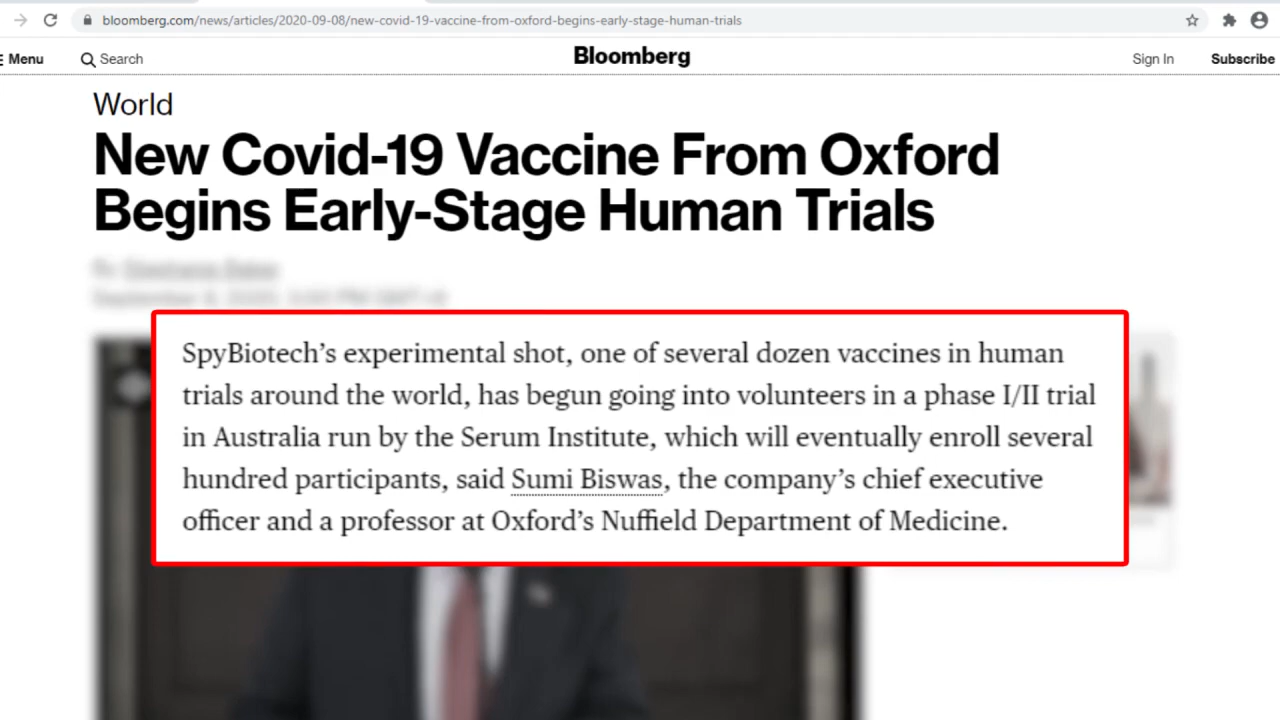 bloomberg.com/news/articles/2020-09-08/new-covid-19-vaccine-from-oxford-begins-early-stage-human-trials
Menu
Search
Bloomberg
Sign In
Subscribe
World
New Covid-19 Vaccine From Oxford
Begins Early-Stage Human Trials
SpyBiotech’s experimental shot, one of several dozen vaccines in human
trials around the world, has begun going into volunteers in a phase I/II trial
in Australia run by the Serum Institute, which will eventually enroll several
hundred participants, said Sumi Biswas, the company’s chief executive
officer and a professor at Oxford’s Nuffield Department of Medicine.